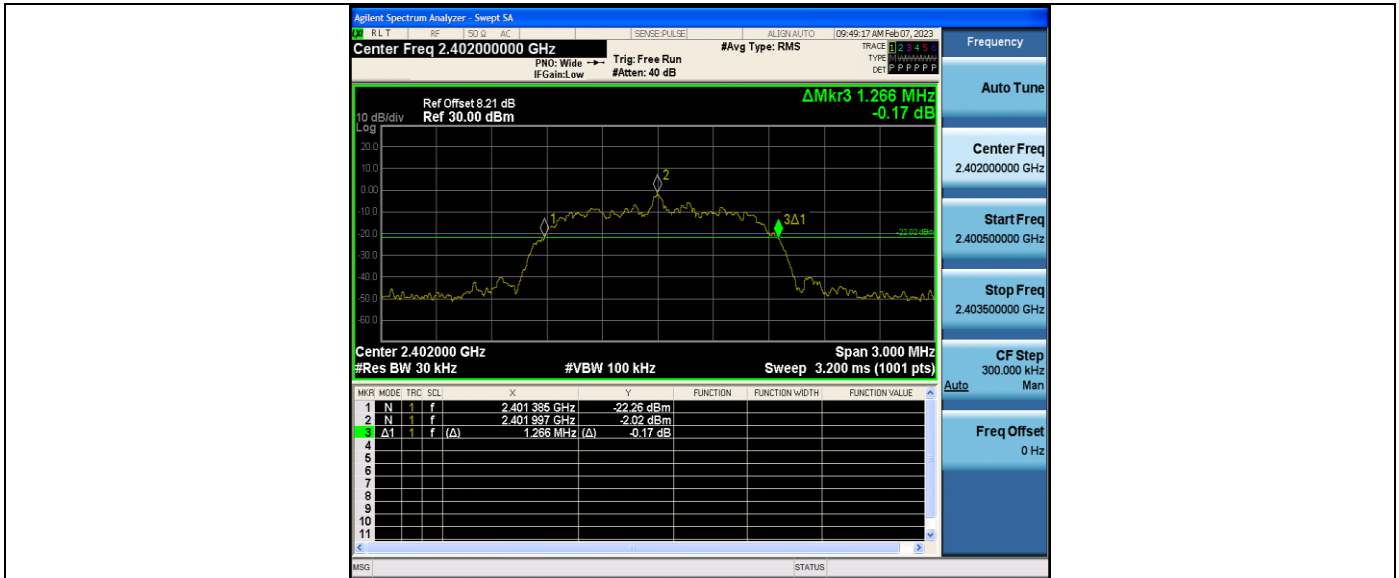 Agilent Spectrum Analyzer - Swept SA
RLT RF 50 Ω AC SENSE:PULSE ALIGN AUTO 09:49:17 AM Feb 07, 2023
Center Freq 2.402000000 GHz #Avg Type: RMS TRACE 1 2 3 4 5 6
PNO: Wide Trig: Free Run TYPE M WWWWW
IFGain:Low #Atten: 40 dB DET P P P P P P
Frequency
Auto Tune
Center Freq
2.402000000 GHz
Start Freq
2.400500000 GHz
Stop Freq
2.403500000 GHz
CF Step
300.000 kHz
Auto Man
Freq Offset
0 Hz
ΔMkr3 1.266 MHz
-0.17 dB
Ref Offset 8.21 dB
10 dB/div Ref 30.00 dBm
Log
20.0
10.0
0.00
-10.0
-20.0
-30.0
-40.0
-50.0
-60.0
1
2
3Δ1
-22.02 dBm
Center 2.402000 GHz Span 3.000 MHz
#Res BW 30 kHz #VBW 100 kHz Sweep 3.200 ms (1001 pts)
MKR MODE TRC SCL X Y FUNCTION FUNCTION WIDTH FUNCTION VALUE
1 N 1 f 2.401 385 GHz -22.26 dBm
2 N 1 f 2.401 997 GHz -2.02 dBm
3 Δ1 1 f (Δ) 1.266 MHz (Δ) -0.17 dB
4
5
6
7
8
9
10
11
MSG STATUS